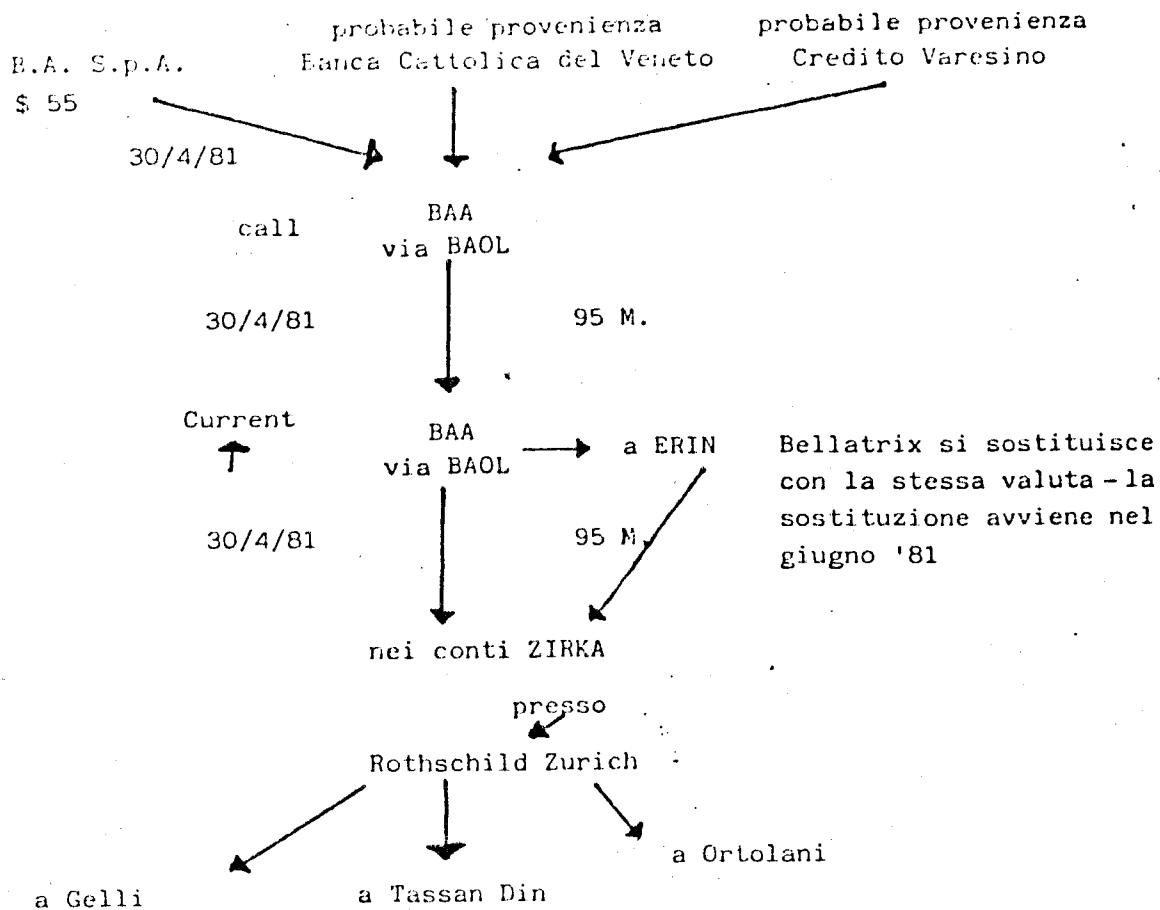 B.A. S.p.A.
$ 55
probabile provenienza
Banca Cattolica del Veneto
probabile provenienza
Credito Varesino
30/4/81
call
BAA
via BAOL
30/4/81
95 M.
Current
BAA
via BAOL
a ERIN
Bellatrix si sostituisce
con la stessa valuta - la
sostituzione avviene nel
giugno '81
30/4/81
95 M.
nei conti ZIRKA
presso
Rothschild Zurich
a Gelli
a Tassan Din
a Ortolani